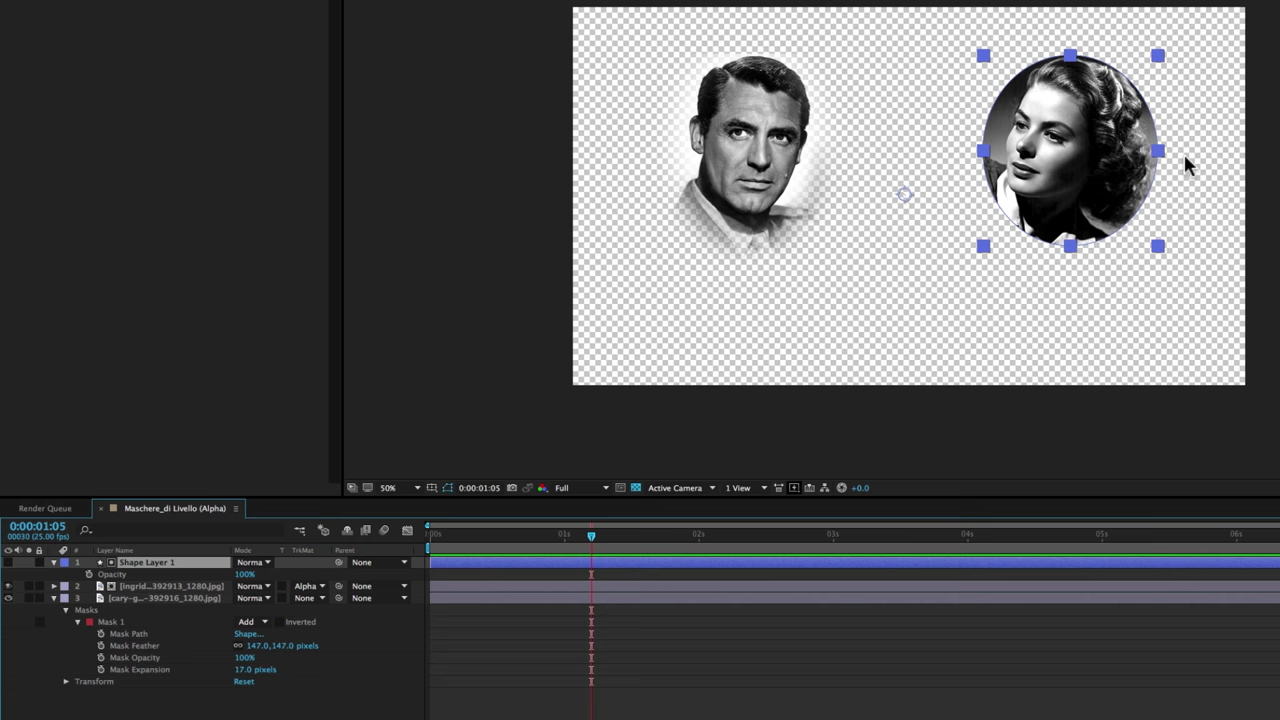 50% 0:00:01:05 Full Active Camera 1 View +0.0
Render Queue × Maschere_di Livello (Alpha)
0:00:01:05
00030 (25.00 fps)
:00s 01s 02s 03s 04s 05s 06s
# Layer Name Mode T TrkMat Parent
1 Shape Layer 1 Norma None
Opacity 100%
2 [ingrid...392913_1280.jpg] Norma Alpha None
3 [cary-g...-392916_1280.jpg] Norma None None
Masks
Mask 1 Add Inverted
Mask Path Shape...
Mask Feather 147.0,147.0 pixels
Mask Opacity 100%
Mask Expansion 17.0 pixels
Transform Reset